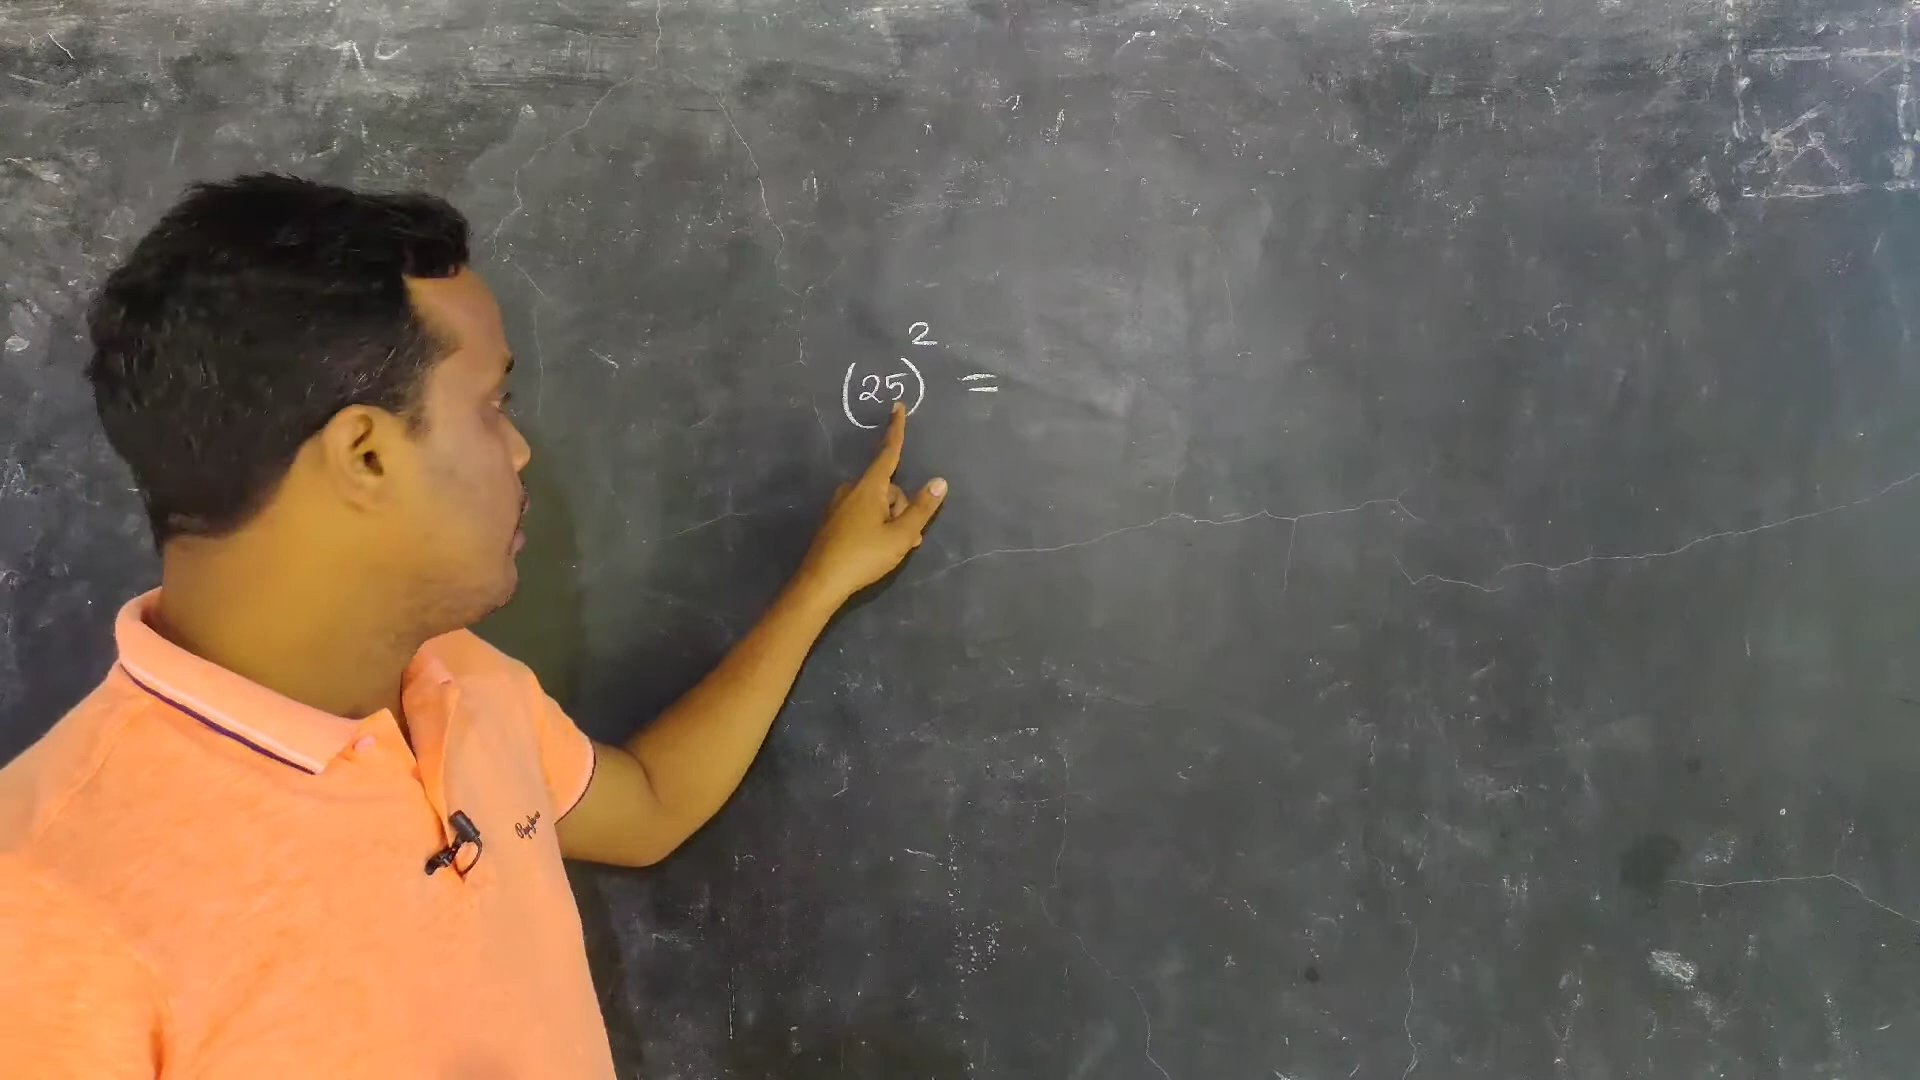 (25)² =